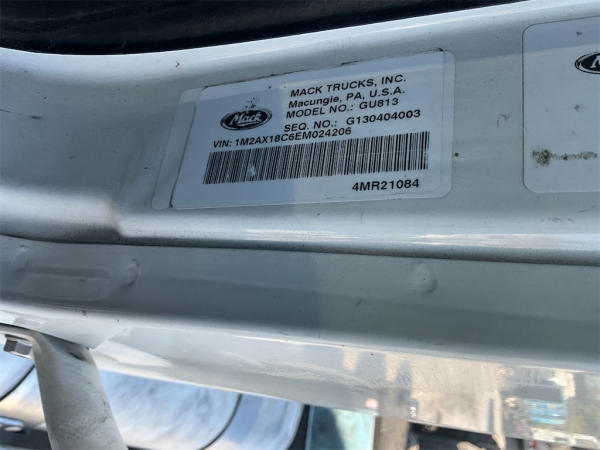 MACK TRUCKS, INC.
Macungie, PA, U.S.A.
MODEL NO.: GU813
Mack
SEQ. NO.: G130404003
VIN: 1M2AX18C6EM024206
4MR21084